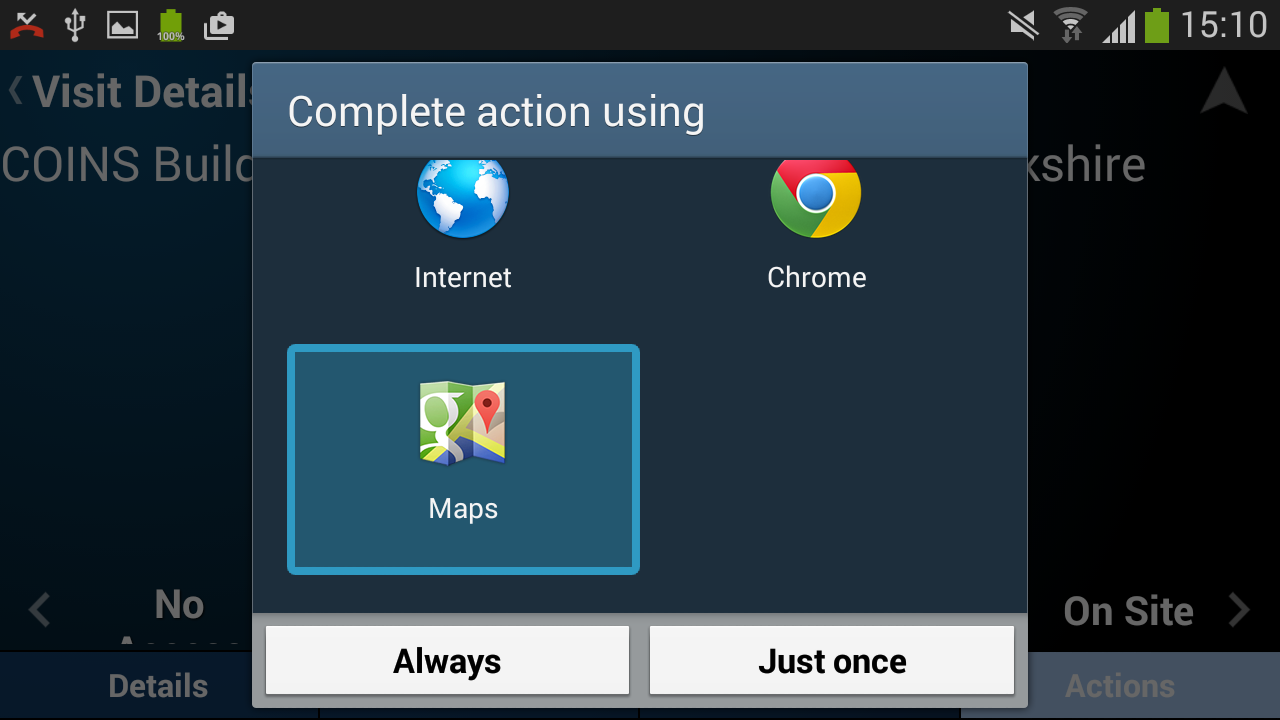 100%
15:10
Visit Details
Complete action using
COINS Build
kshire
Internet
Chrome
Maps
No
On Site
Always
Just once
Details
Actions